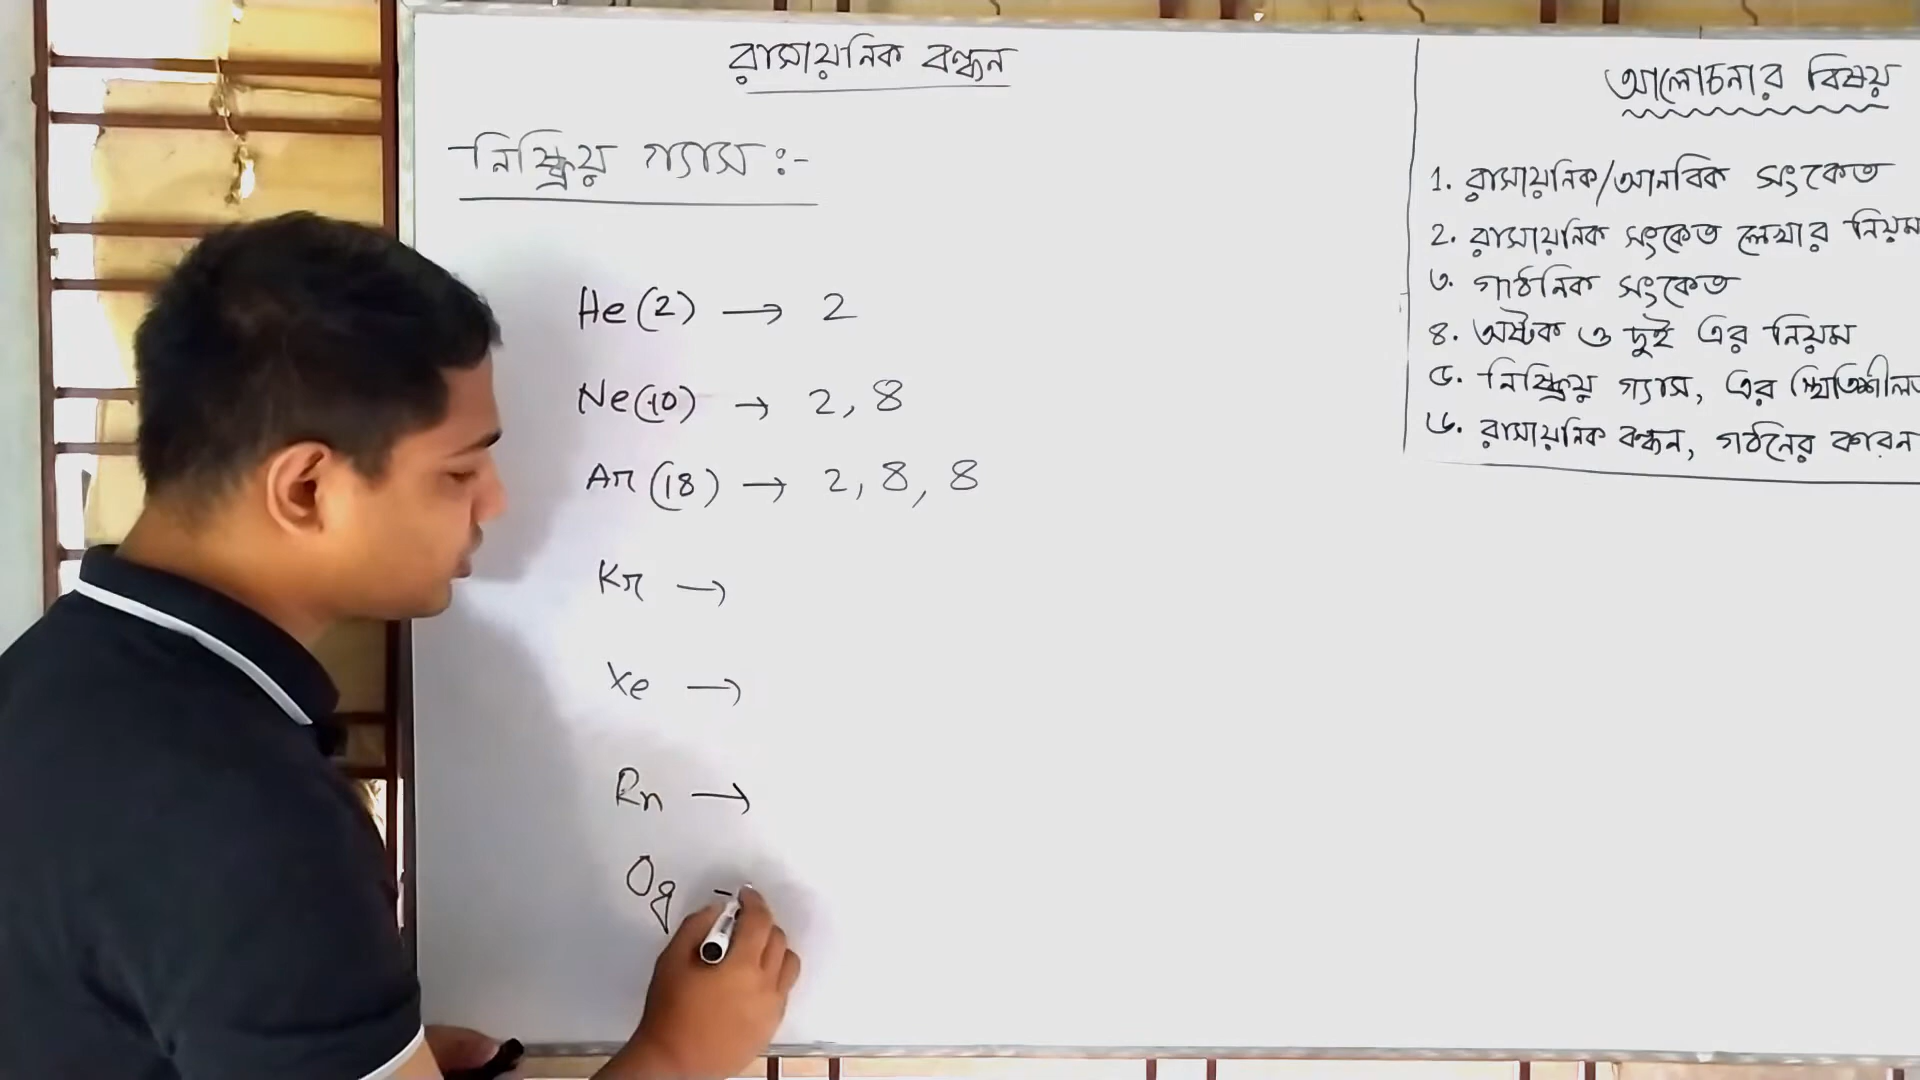 রাসায়নিক বন্ধন
নিষ্ক্রিয় গ্যাস :-
He (2) → 2
Ne (10) → 2, 8
Ar (18) → 2, 8, 8
Kr →
Xe →
Rn →
Og -
আলোচনার বিষয়
1. রাসায়নিক/আনবিক সংকেত
2. রাসায়নিক সংকেত লেখার নিয়ম
৩. গাঠনিক সংকেত
৪. অষ্টক ও দুই এর নিয়ম
৫. নিষ্ক্রিয় গ্যাস, এর স্থিতিশীল
৬. রাসায়নিক বন্ধন, গঠনের কারন